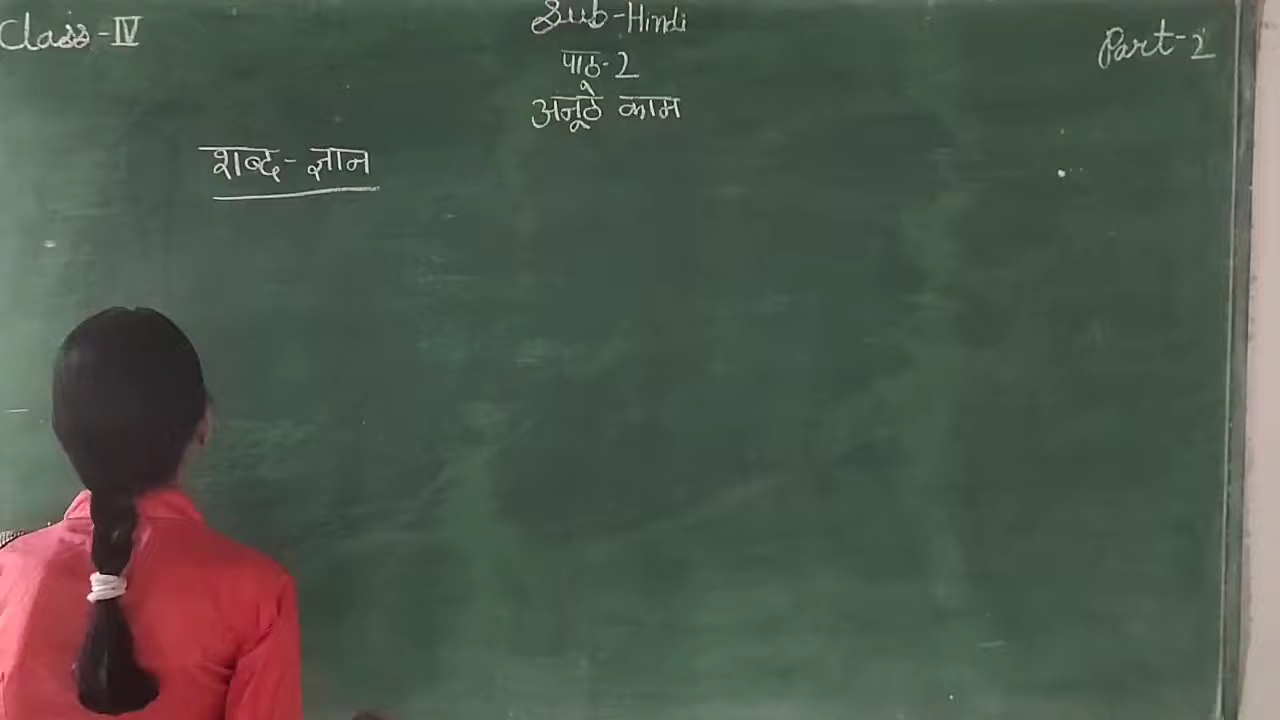 Class-IV
Sub-Hindi
Part-2
पाठ-2
अनूठे काम
शब्द-ज्ञान